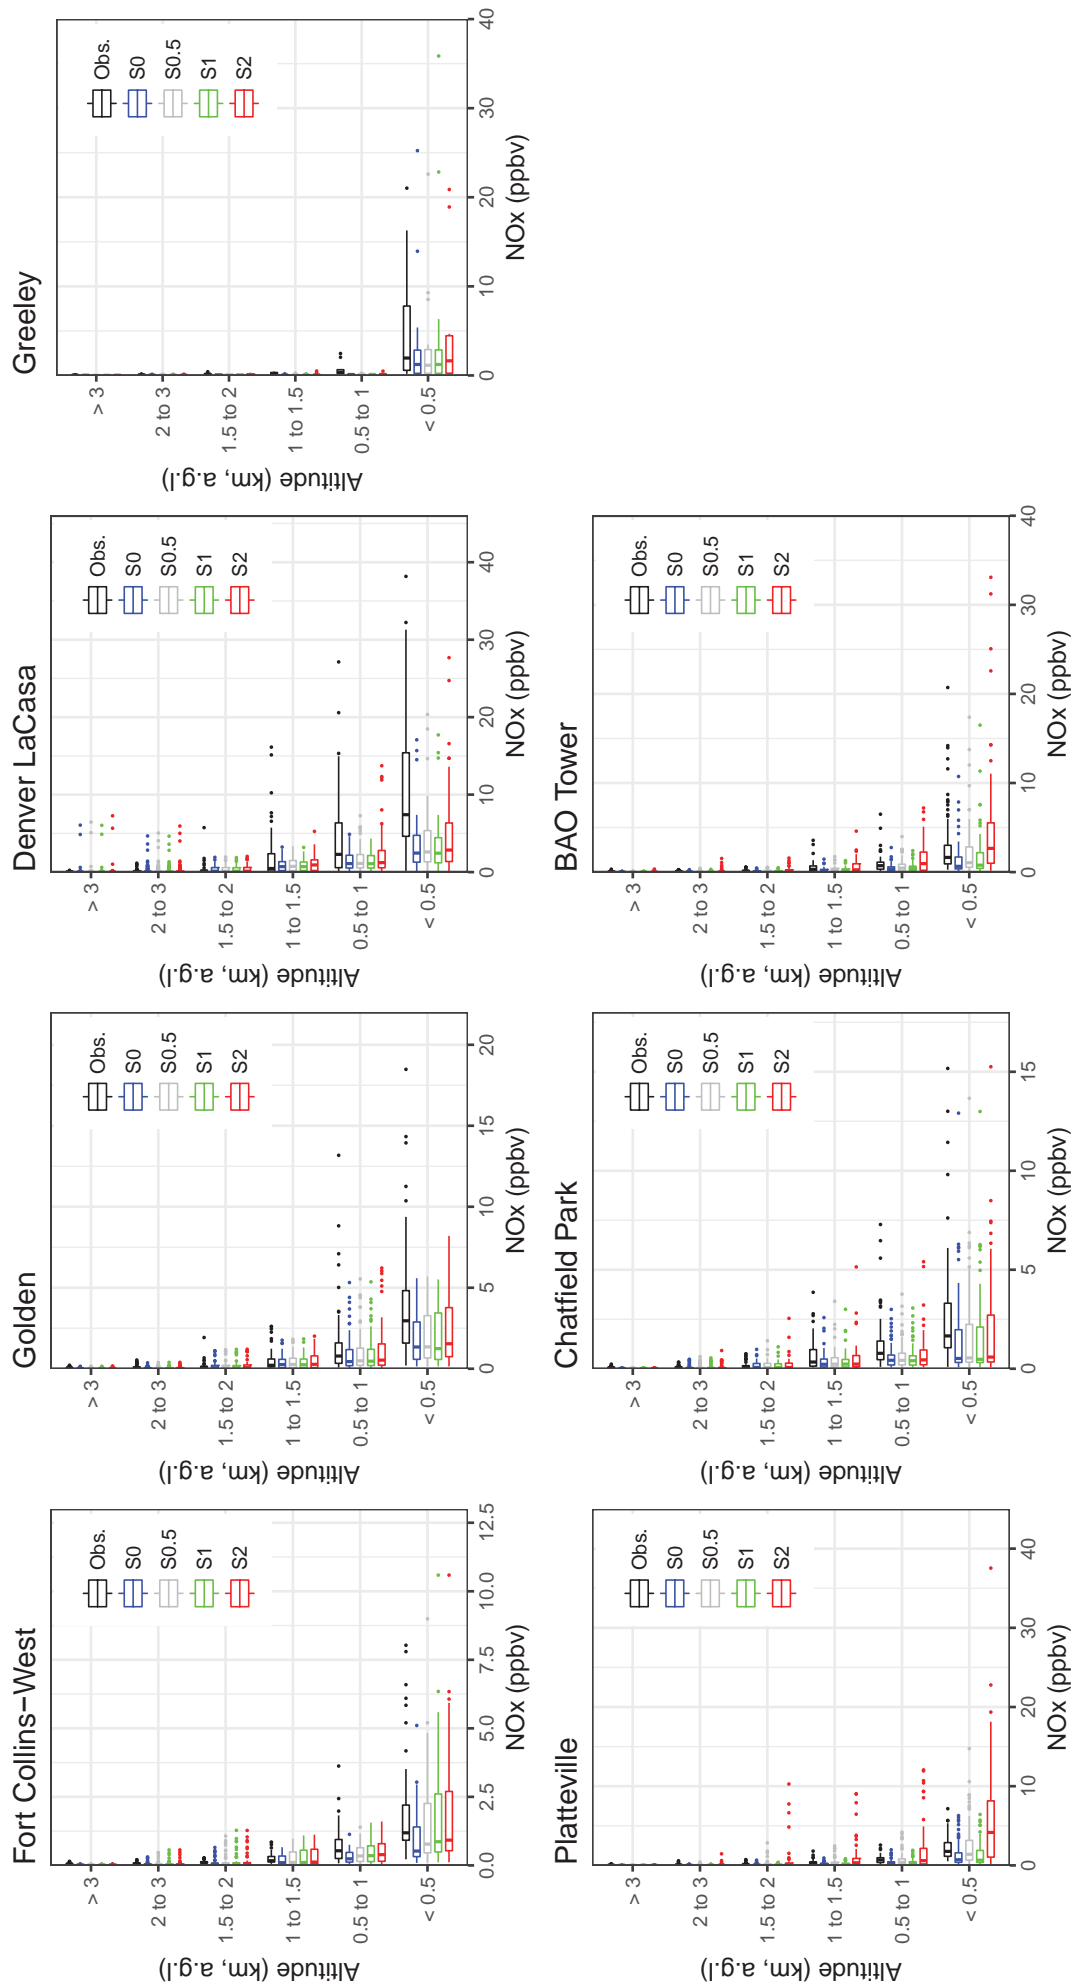 Fort Collins−West
> 3
2 to 3
1.5 to 2
1 to 1.5
0.5 to 1
< 0.5
Altitude (km, a.g.l)
0.0 2.5 5.0 7.5 10.0 12.5
NOx (ppbv)
Obs.
S0
S0.5
S1
S2
Golden
> 3
2 to 3
1.5 to 2
1 to 1.5
0.5 to 1
< 0.5
Altitude (km, a.g.l)
0 5 10 15 20
NOx (ppbv)
Obs.
S0
S0.5
S1
S2
Denver LaCasa
> 3
2 to 3
1.5 to 2
1 to 1.5
0.5 to 1
< 0.5
Altitude (km, a.g.l)
0 10 20 30 40
NOx (ppbv)
Obs.
S0
S0.5
S1
S2
Greeley
> 3
2 to 3
1.5 to 2
1 to 1.5
0.5 to 1
< 0.5
Altitude (km, a.g.l)
0 10 20 30 40
NOx (ppbv)
Obs.
S0
S0.5
S1
S2
Platteville
> 3
2 to 3
1.5 to 2
1 to 1.5
0.5 to 1
< 0.5
Altitude (km, a.g.l)
0 10 20 30 40
NOx (ppbv)
Obs.
S0
S0.5
S1
S2
Chatfield Park
> 3
2 to 3
1.5 to 2
1 to 1.5
0.5 to 1
< 0.5
Altitude (km, a.g.l)
0 5 10 15
NOx (ppbv)
Obs.
S0
S0.5
S1
S2
BAO Tower
> 3
2 to 3
1.5 to 2
1 to 1.5
0.5 to 1
< 0.5
Altitude (km, a.g.l)
0 10 20 30 40
NOx (ppbv)
Obs.
S0
S0.5
S1
S2